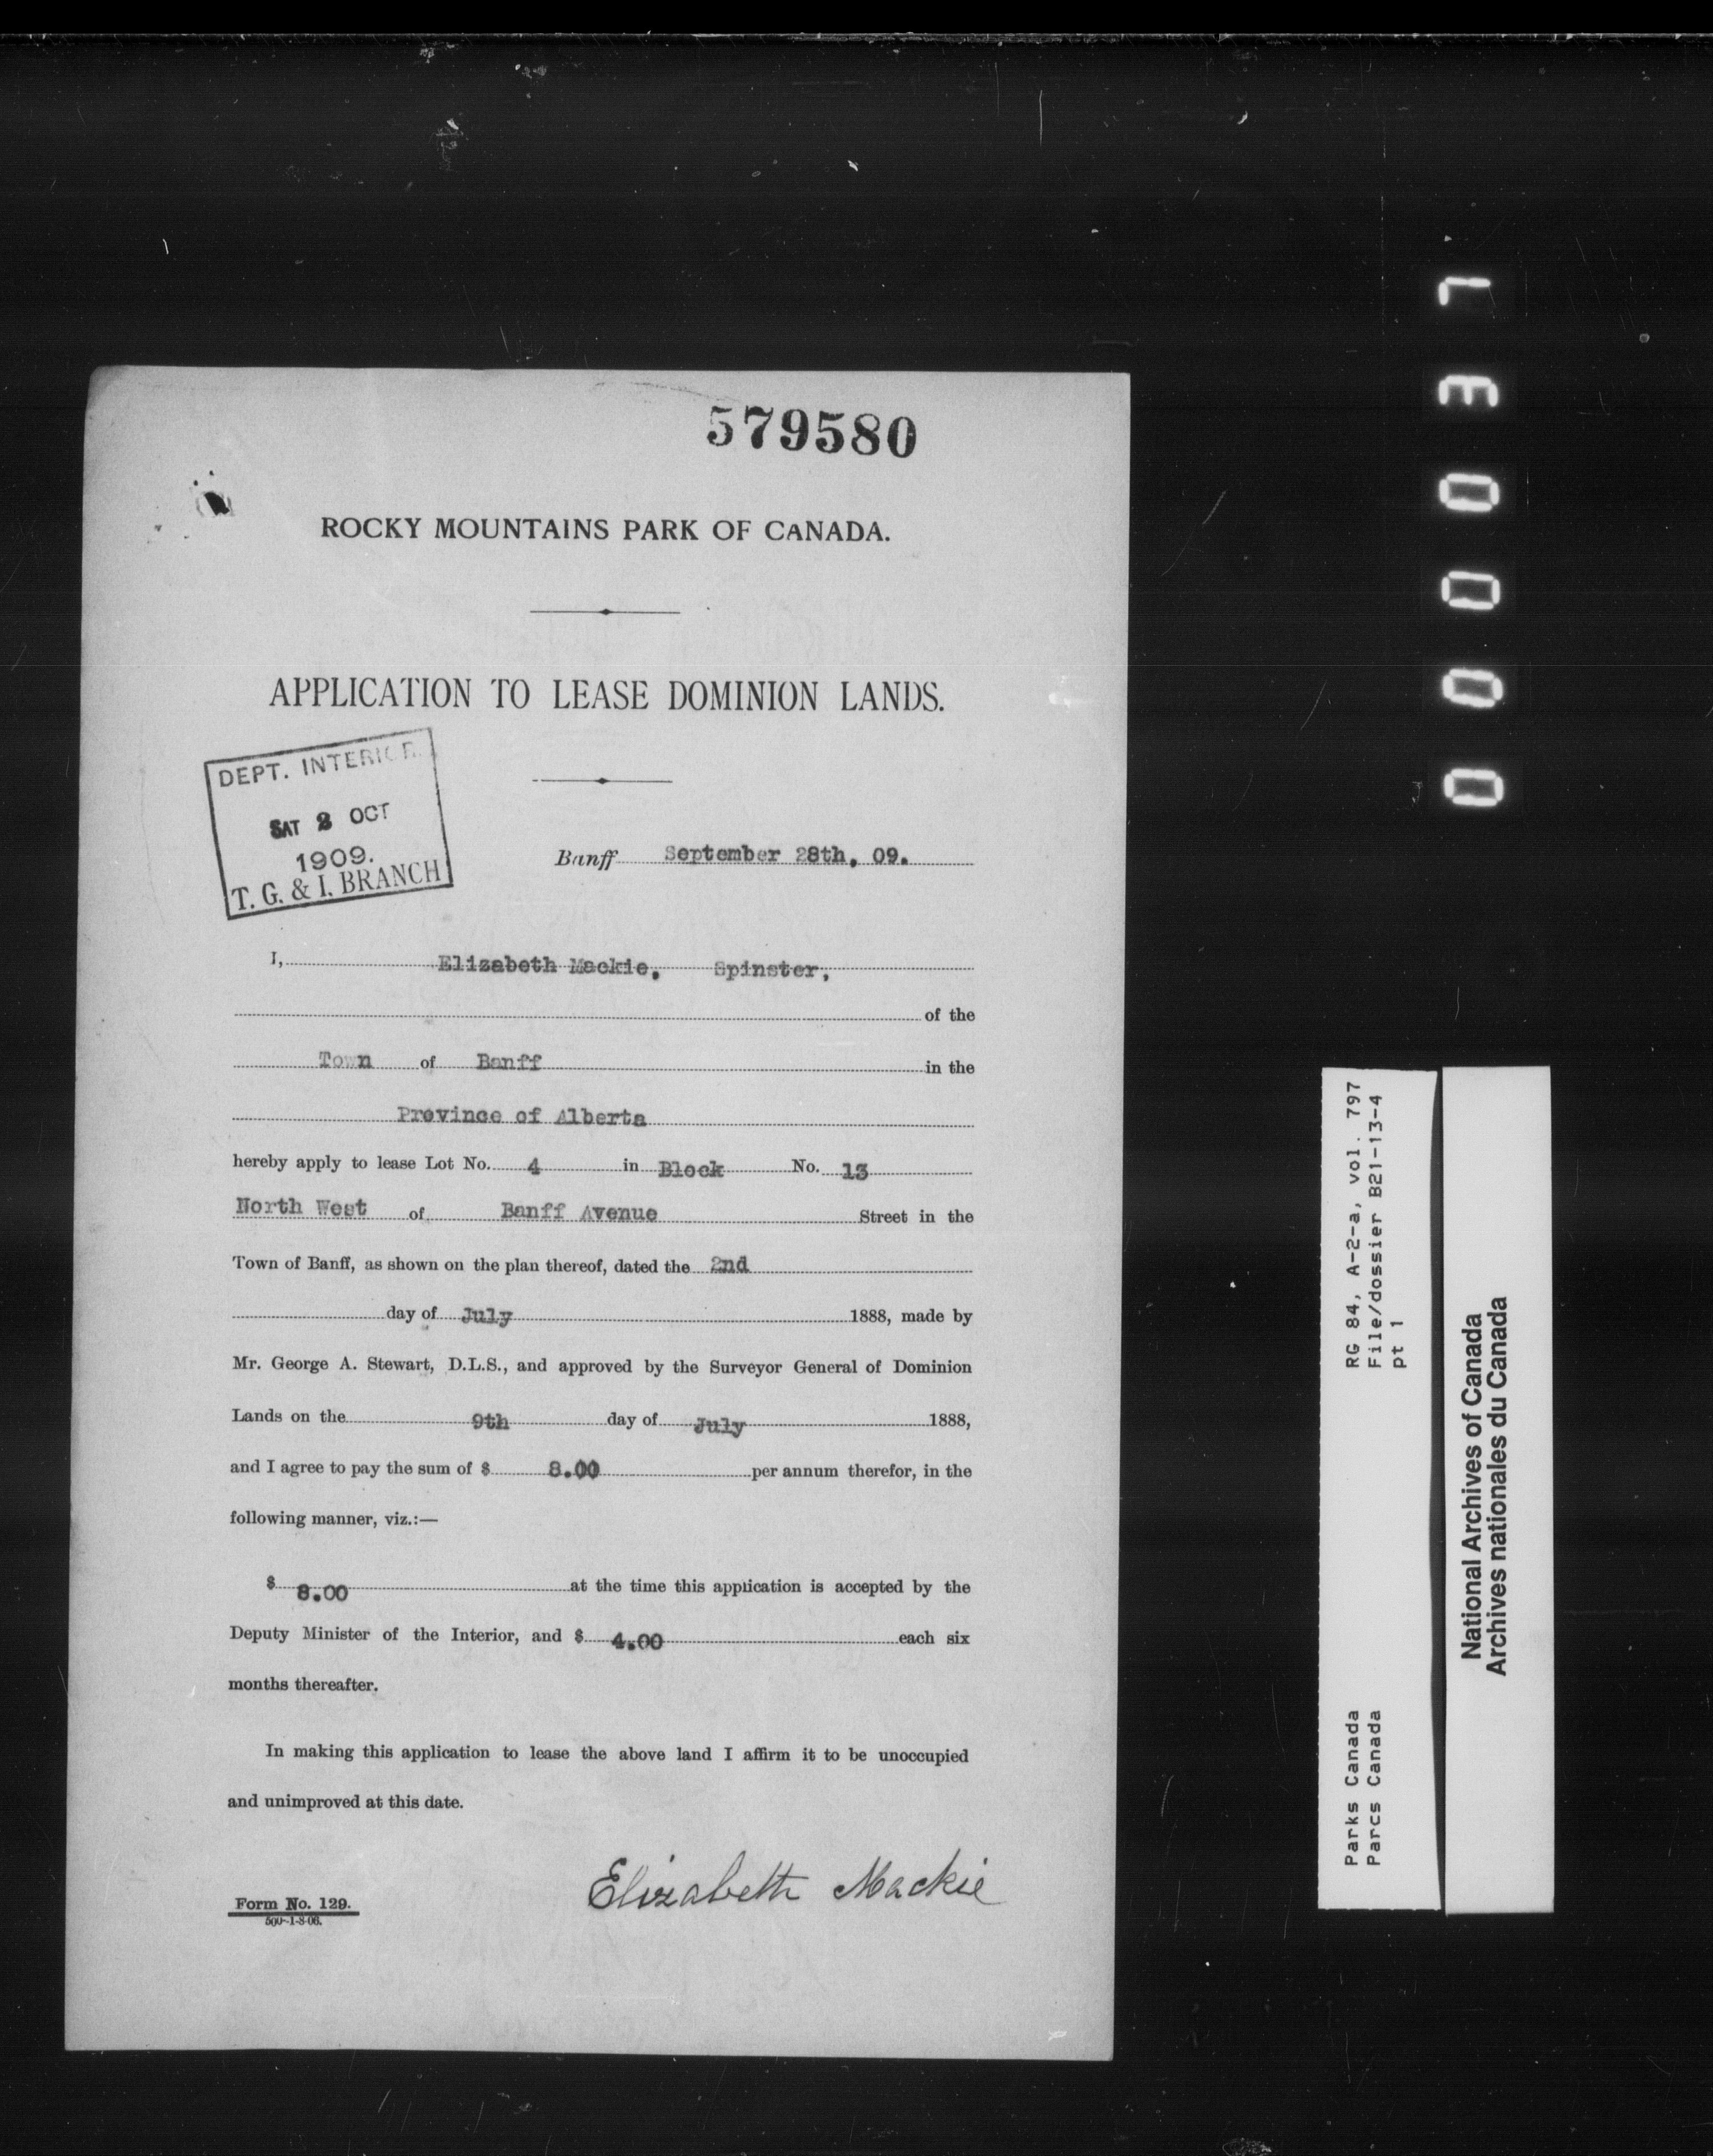 579580
ROCKY MOUNTAINS PARK OF CANADA.
APPLICATION TO LEASE DOMINION LANDS.
DEPT. INTERIOR.
SAT 2 OCT
1909.
T. G. & I. BRANCH
Banff September 28th, 09.
I, Elizabeth Mackie, Spinster,
of the
Town of Banff in the
Province of Alberta
hereby apply to lease Lot No. 4 in Block No. 13
North West of Banff Avenue Street in the
Town of Banff, as shown on the plan thereof, dated the 2nd
day of July 1888, made by
Mr. George A. Stewart, D.L.S., and approved by the Surveyor General of Dominion
Lands on the 9th day of July 1888,
and I agree to pay the sum of $ 8.00 per annum therefor, in the
following manner, viz.:—
$ 8.00 at the time this application is accepted by the
Deputy Minister of the Interior, and $ 4.00 each six
months thereafter.
In making this application to lease the above land I affirm it to be unoccupied
and unimproved at this date.
Elizabeth Mackie
Form No. 129.
500-1-8-06.
000037
Parks Canada RG 84, A-2-a, vol. 797
Parcs Canada File/dossier B21-13-4
pt 1
National Archives of Canada
Archives nationales du Canada